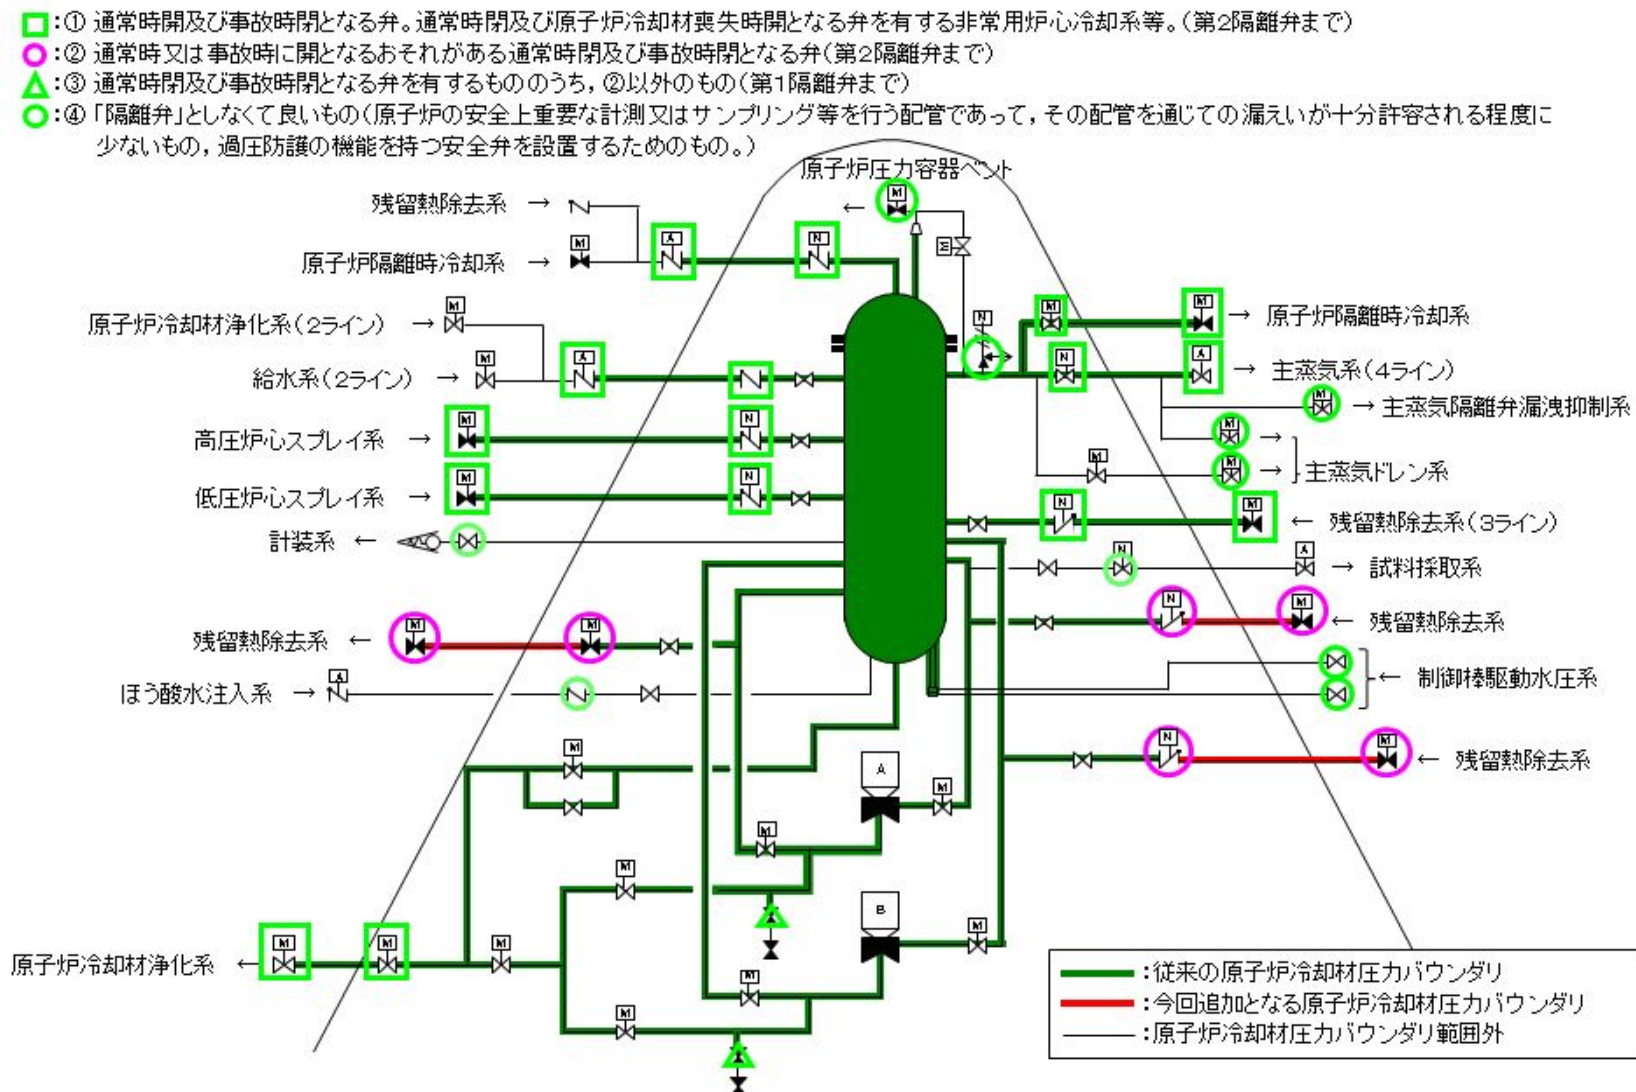 :① 通常時開及び事故時閉となる弁。通常時閉及び原子炉冷却材喪失時開となる弁を有する非常用炉心冷却系等。(第2隔離弁まで)
:② 通常時又は事故時に開となるおそれがある通常時閉及び事故時閉となる弁(第2隔離弁まで)
:③ 通常時閉及び事故時閉となる弁を有するもののうち,②以外のもの(第1隔離弁まで)
:④ 「隔離弁」としなくて良いもの(原子炉の安全上重要な計測又はサンプリング等を行う配管であって,その配管を通じての漏えいが十分許容される程度に
少ないもの,過圧防護の機能を持つ安全弁を設置するためのもの。)
原子炉圧力容器ベント
←
M
残留熱除去系 →
原子炉隔離時冷却系 →
M
A
N
M
原子炉冷却材浄化系(2ライン) →
M
給水系(2ライン) →
M
A
高圧炉心スプレイ系 →
M
N
低圧炉心スプレイ系 →
M
N
計装系 ←
残留熱除去系 ←
M
M
ほう酸水注入系 →
A
N
M
M
→ 原子炉隔離時冷却系
N
A
→ 主蒸気系(4ライン)
M
→ 主蒸気隔離弁漏洩抑制系
M
→
M
M
→
主蒸気ドレン系
N
M
← 残留熱除去系(3ライン)
N
A
→ 試料採取系
N
M
← 残留熱除去系
← 制御棒駆動水圧系
N
M
← 残留熱除去系
M
A
M
M
M
B
M
M
M
原子炉冷却材浄化系 ←
M
M
M
M
:従来の原子炉冷却材圧力バウンダリ
:今回追加となる原子炉冷却材圧力バウンダリ
:原子炉冷却材圧力バウンダリ範囲外